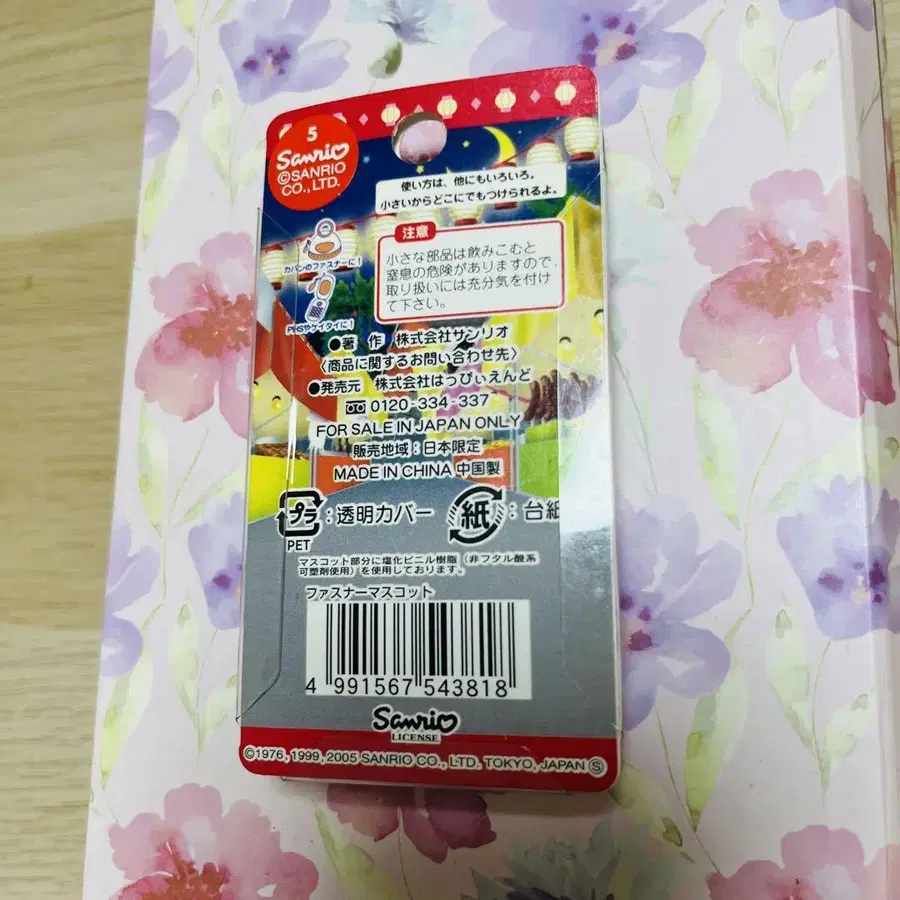 5
Sanrio
©SANRIO
CO., LTD.
使い方は、他にもいろいろ。
小さいからどこにでもつけられるよ。
カバンのファスナーに!
PHSやケイタイに!
注意
小さな部品は飲みこむと
窒息の危険がありますので、
取り扱いには充分気を付け
て下さい。
●著 作 株式会社サンリオ
〈商品に関するお問い合わせ先〉
●発売元 株式会社はっぴぃえんど
0120-334-337
FOR SALE IN JAPAN ONLY
販売地域:日本限定
MADE IN CHINA 中国製
プラ:透明カバー 紙:台紙
PET
マスコット部分に塩化ビニル樹脂(非フタル酸系
可塑剤使用)を使用しております。
ファスナーマスコット
4 991567 543818
Sanrio
LICENSE
©1976, 1999, 2005 SANRIO CO., LTD. TOKYO, JAPAN Ⓢ